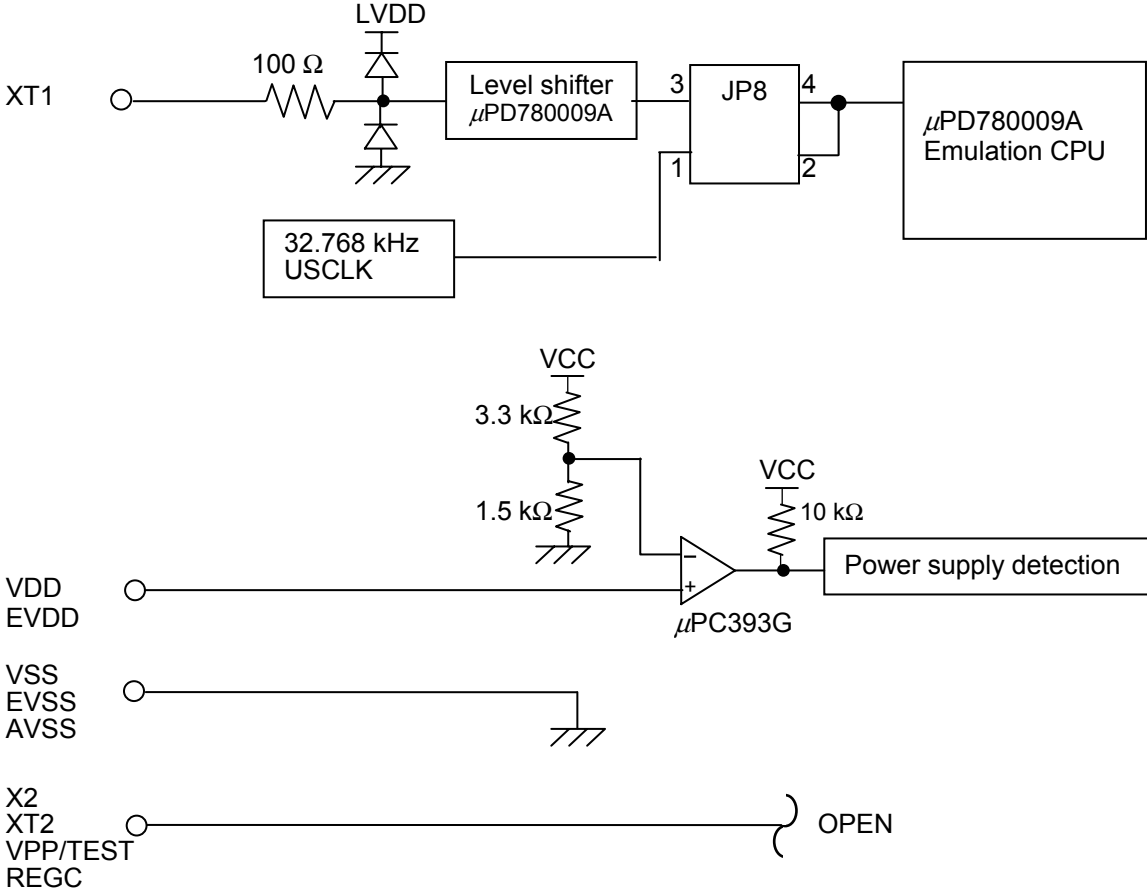 LVDD
100 Ω
XT1
Level shifter
μPD780009A
3
JP8
4
1
2
μPD780009A
Emulation CPU
32.768 kHz
USCLK
VCC
3.3 kΩ
1.5 kΩ
VCC
10 kΩ
−
+
μPC393G
Power supply detection
VDD
EVDD
VSS
EVSS
AVSS
X2
XT2
VPP/TEST
REGC
OPEN